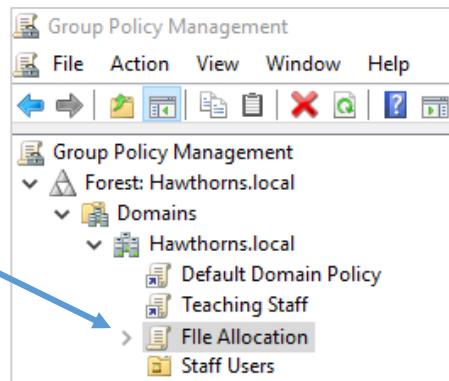 Group Policy Management
File Action View Window Help
Group Policy Management
Forest: Hawthorns.local
Domains
Hawthorns.local
Default Domain Policy
Teaching Staff
FIle Allocation
Staff Users